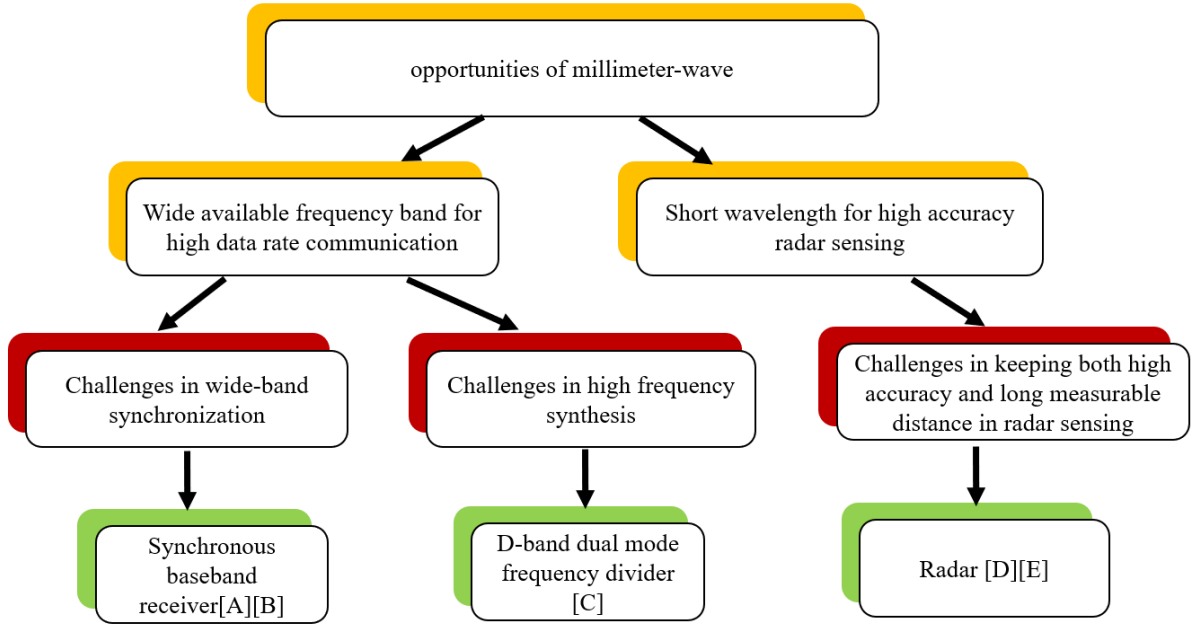 opportunities of millimeter-wave
Wide available frequency band for
high data rate communication
Short wavelength for high accuracy
radar sensing
Challenges in wide-band
synchronization
Challenges in high frequency
synthesis
Challenges in keeping both high
accuracy and long measurable
distance in radar sensing
Synchronous
baseband
receiver[A][B]
D-band dual mode
frequency divider
[C]
Radar [D][E]